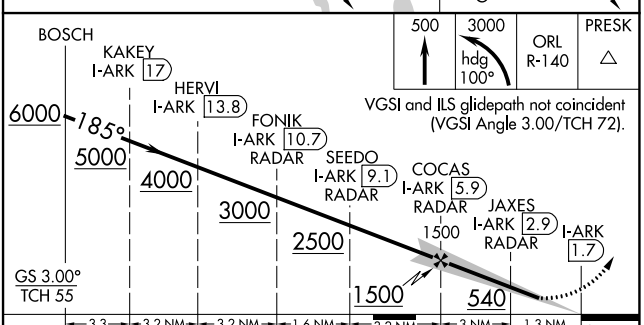 500
3000
hdg
100°
ORL
R-140
PRESK
VGSI and ILS glidepath not coincident
(VGSI Angle 3.00/TCH 72).
BOSCH
KAKEY
I-ARK 17
HERVI
I-ARK 13.8
FONIK
I-ARK 10.7
RADAR
SEEDO
I-ARK 9.1
RADAR
COCAS
I-ARK 5.9
RADAR
1500
JAXES
I-ARK 2.9
RADAR
I-ARK
1.7
6000
185°
5000
4000
3000
2500
1500
540
GS 3.00°
TCH 55
3.3
3.2 NM
3.2 NM
1.6 NM
3.2 NM
3 NM
1.3 NM